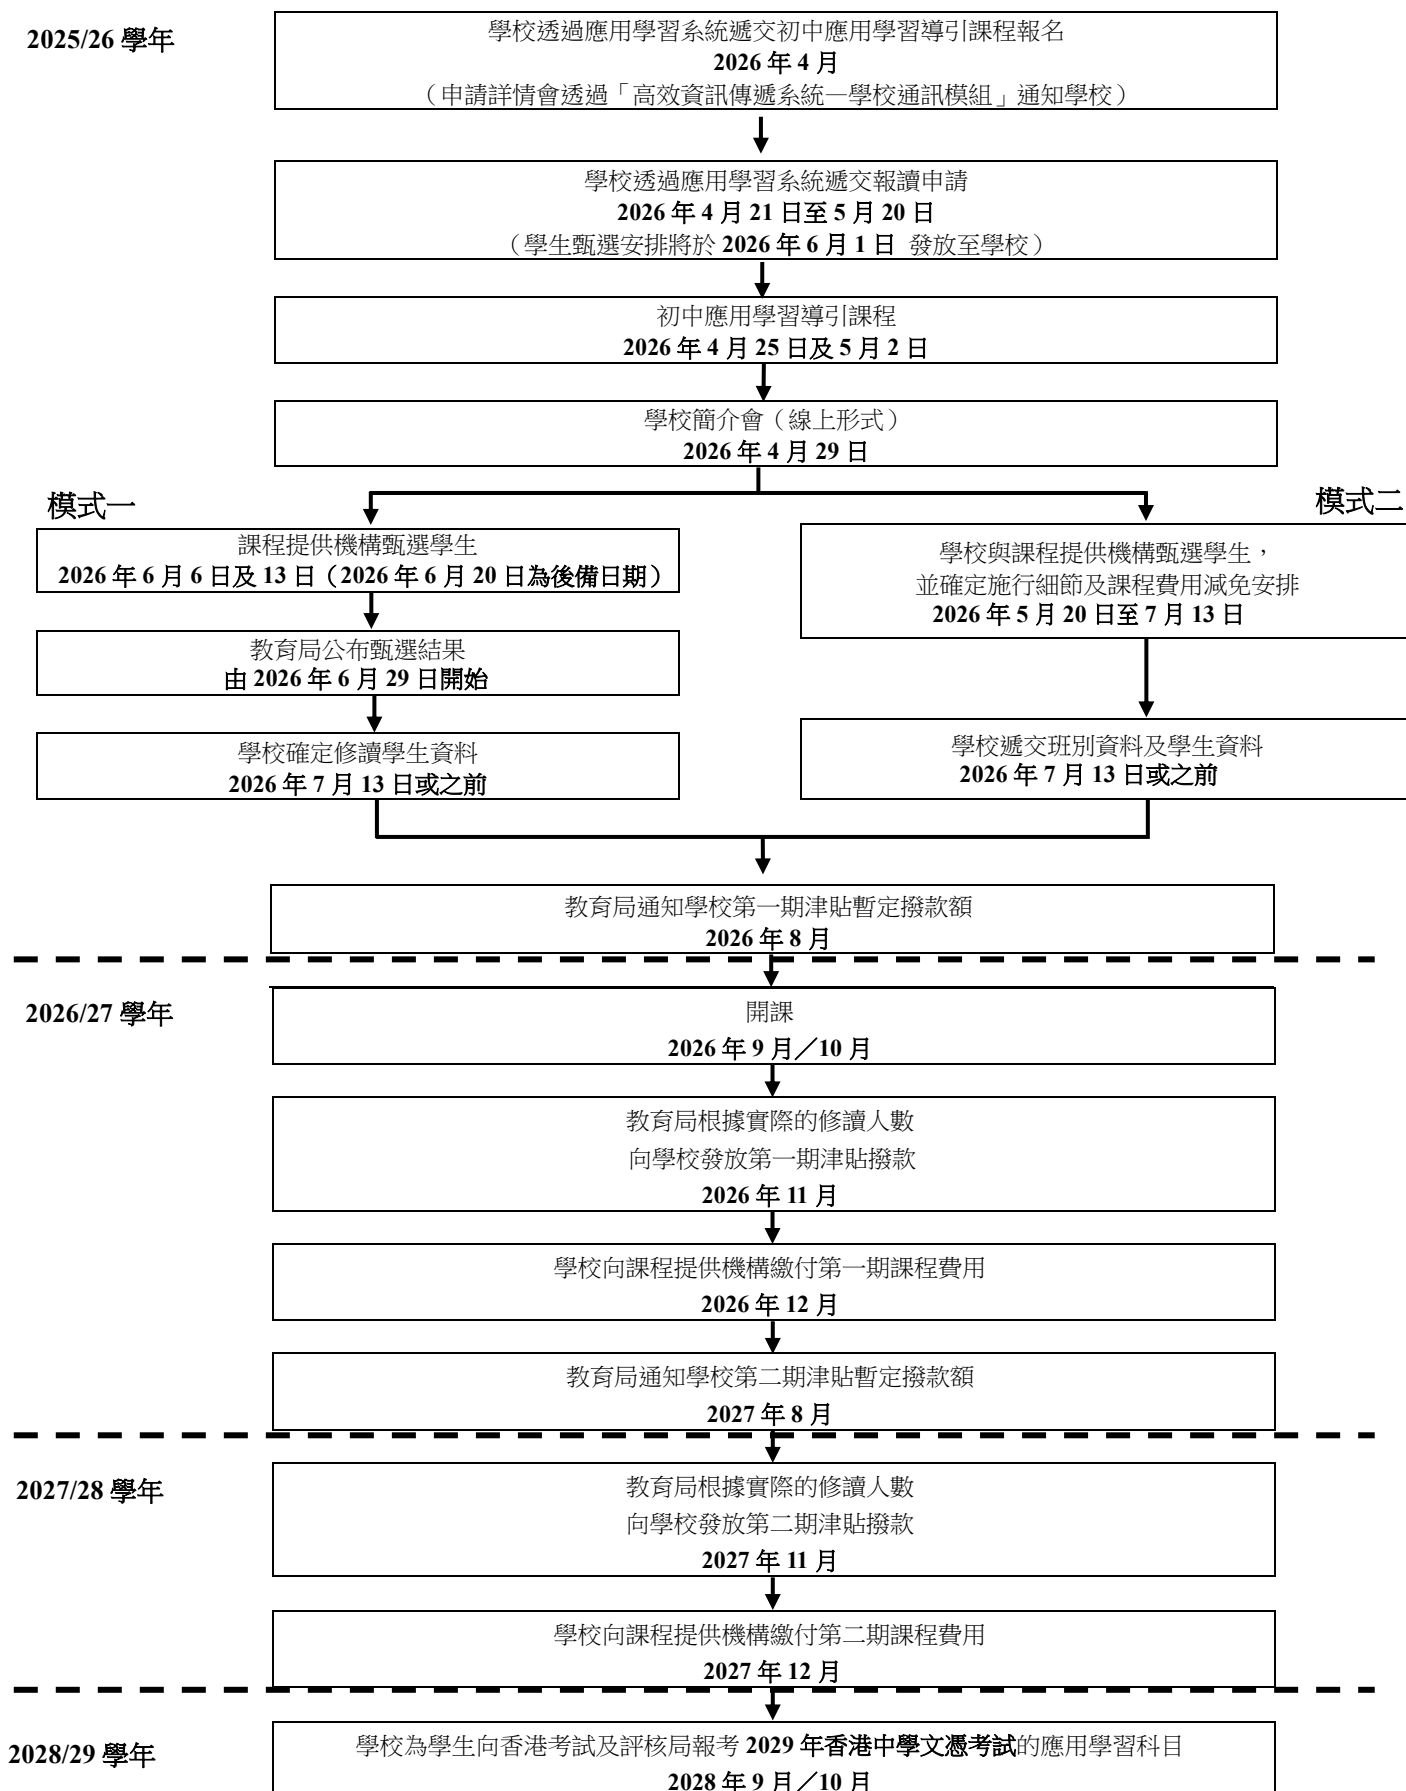 2025/26 學年
學校透過應用學習系統遞交初中應用學習導引課程報名
2026 年 4 月
（申請詳情會透過「高效資訊傳遞系統—學校通訊模組」通知學校）
學校透過應用學習系統遞交報讀申請
2026 年 4 月 21 日至 5 月 20 日
（學生甄選安排將於 2026 年 6 月 1 日 發放至學校）
初中應用學習導引課程
2026 年 4 月 25 日及 5 月 2 日
學校簡介會（線上形式）
2026 年 4 月 29 日
模式一
課程提供機構甄選學生
2026 年 6 月 6 日及 13 日（2026 年 6 月 20 日為後備日期）
教育局公布甄選結果
由 2026 年 6 月 29 日開始
學校確定修讀學生資料
2026 年 7 月 13 日或之前
模式二
學校與課程提供機構甄選學生，
並確定施行細節及課程費用減免安排
2026 年 5 月 20 日至 7 月 13 日
學校遞交班別資料及學生資料
2026 年 7 月 13 日或之前
教育局通知學校第一期津貼暫定撥款額
2026 年 8 月
2026/27 學年
開課
2026 年 9 月／10 月
教育局根據實際的修讀人數
向學校發放第一期津貼撥款
2026 年 11 月
學校向課程提供機構繳付第一期課程費用
2026 年 12 月
教育局通知學校第二期津貼暫定撥款額
2027 年 8 月
2027/28 學年
教育局根據實際的修讀人數
向學校發放第二期津貼撥款
2027 年 11 月
學校向課程提供機構繳付第二期課程費用
2027 年 12 月
2028/29 學年
學校為學生向香港考試及評核局報考 2029 年香港中學文憑考試的應用學習科目
2028 年 9 月／10 月